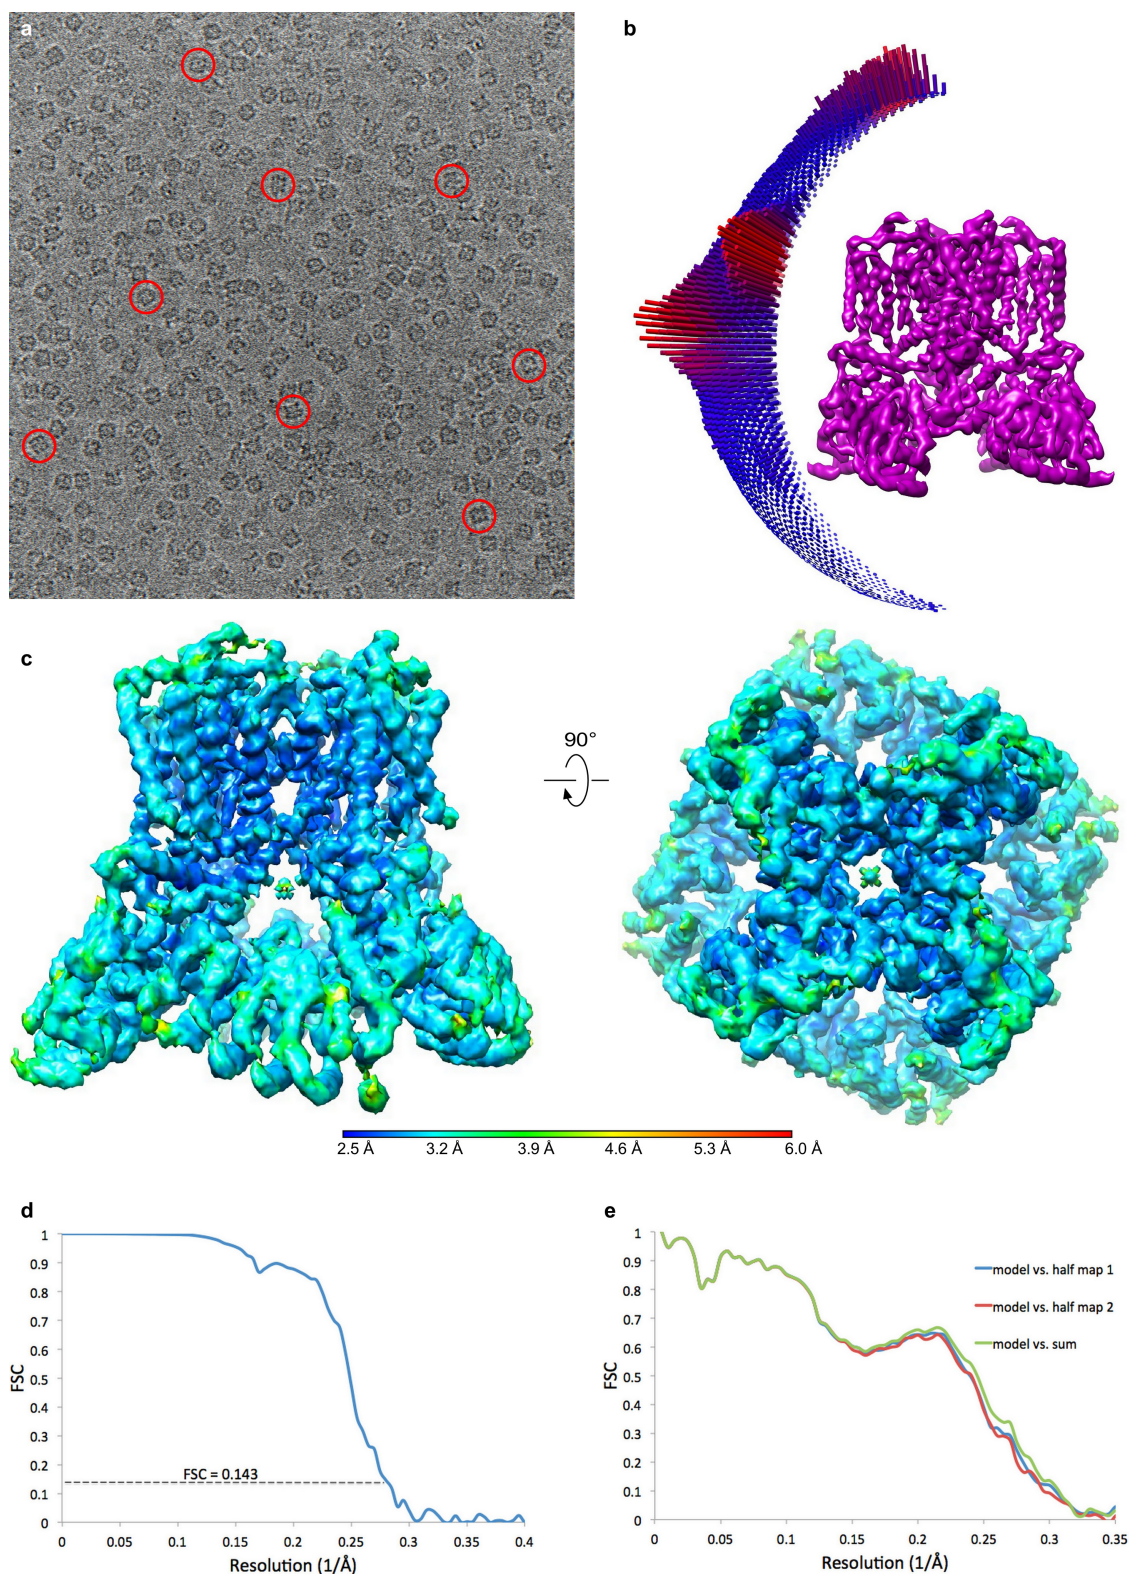 a
b
c
90°
2.5 Å 3.2 Å 3.9 Å 4.6 Å 5.3 Å 6.0 Å
d
1
0.9
0.8
0.7
0.6
0.5
0.4
0.3
0.2
0.1
0
FSC
FSC = 0.143
0 0.05 0.1 0.15 0.2 0.25 0.3 0.35 0.4
Resolution (1/Å)
e
1
0.9
0.8
0.7
0.6
0.5
0.4
0.3
0.2
0.1
0
FSC
model vs. half map 1
model vs. half map 2
model vs. sum
0 0.05 0.1 0.15 0.2 0.25 0.3 0.35
Resolution (1/Å)